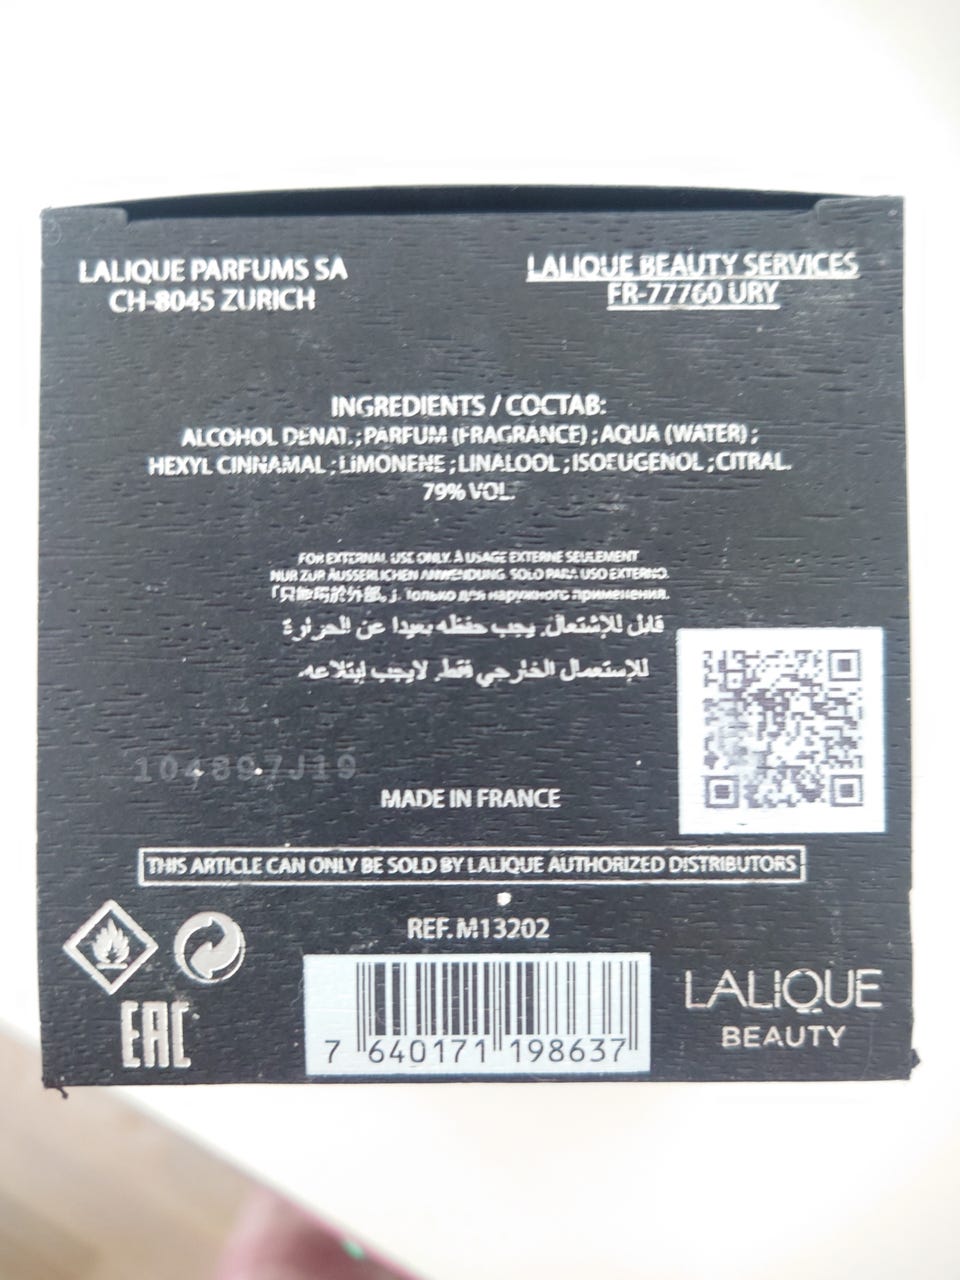 LALIQUE PARFUMS SA
CH-8045 ZURICH
LALIQUE BEAUTY SERVICES
FR-77760 URY
INGREDIENTS / COCTAB:
ALCOHOL DENAT. ; PARFUM (FRAGRANCE) ; AQUA (WATER) ;
HEXYL CINNAMAL ; LIMONENE ; LINALOOL ; ISOEUGENOL ; CITRAL.
79% VOL.
FOR EXTERNAL USE ONLY. À USAGE EXTERNE SEULEMENT
NUR ZUR ÄUSSERLICHEN ANWENDUNG. SOLO PARA USO EXTERNO.
Только для наружного применения.
قابل للإشتعال. يجب حفظه بعيدا عن الحرارة
للإستعمال الخارجي فقط. لايجب إبتلاعه.
104897J19
MADE IN FRANCE
THIS ARTICLE CAN ONLY BE SOLD BY LALIQUE AUTHORIZED DISTRIBUTORS
REF. M13202
EAC
7 640171 198637
LALIQUE
BEAUTY